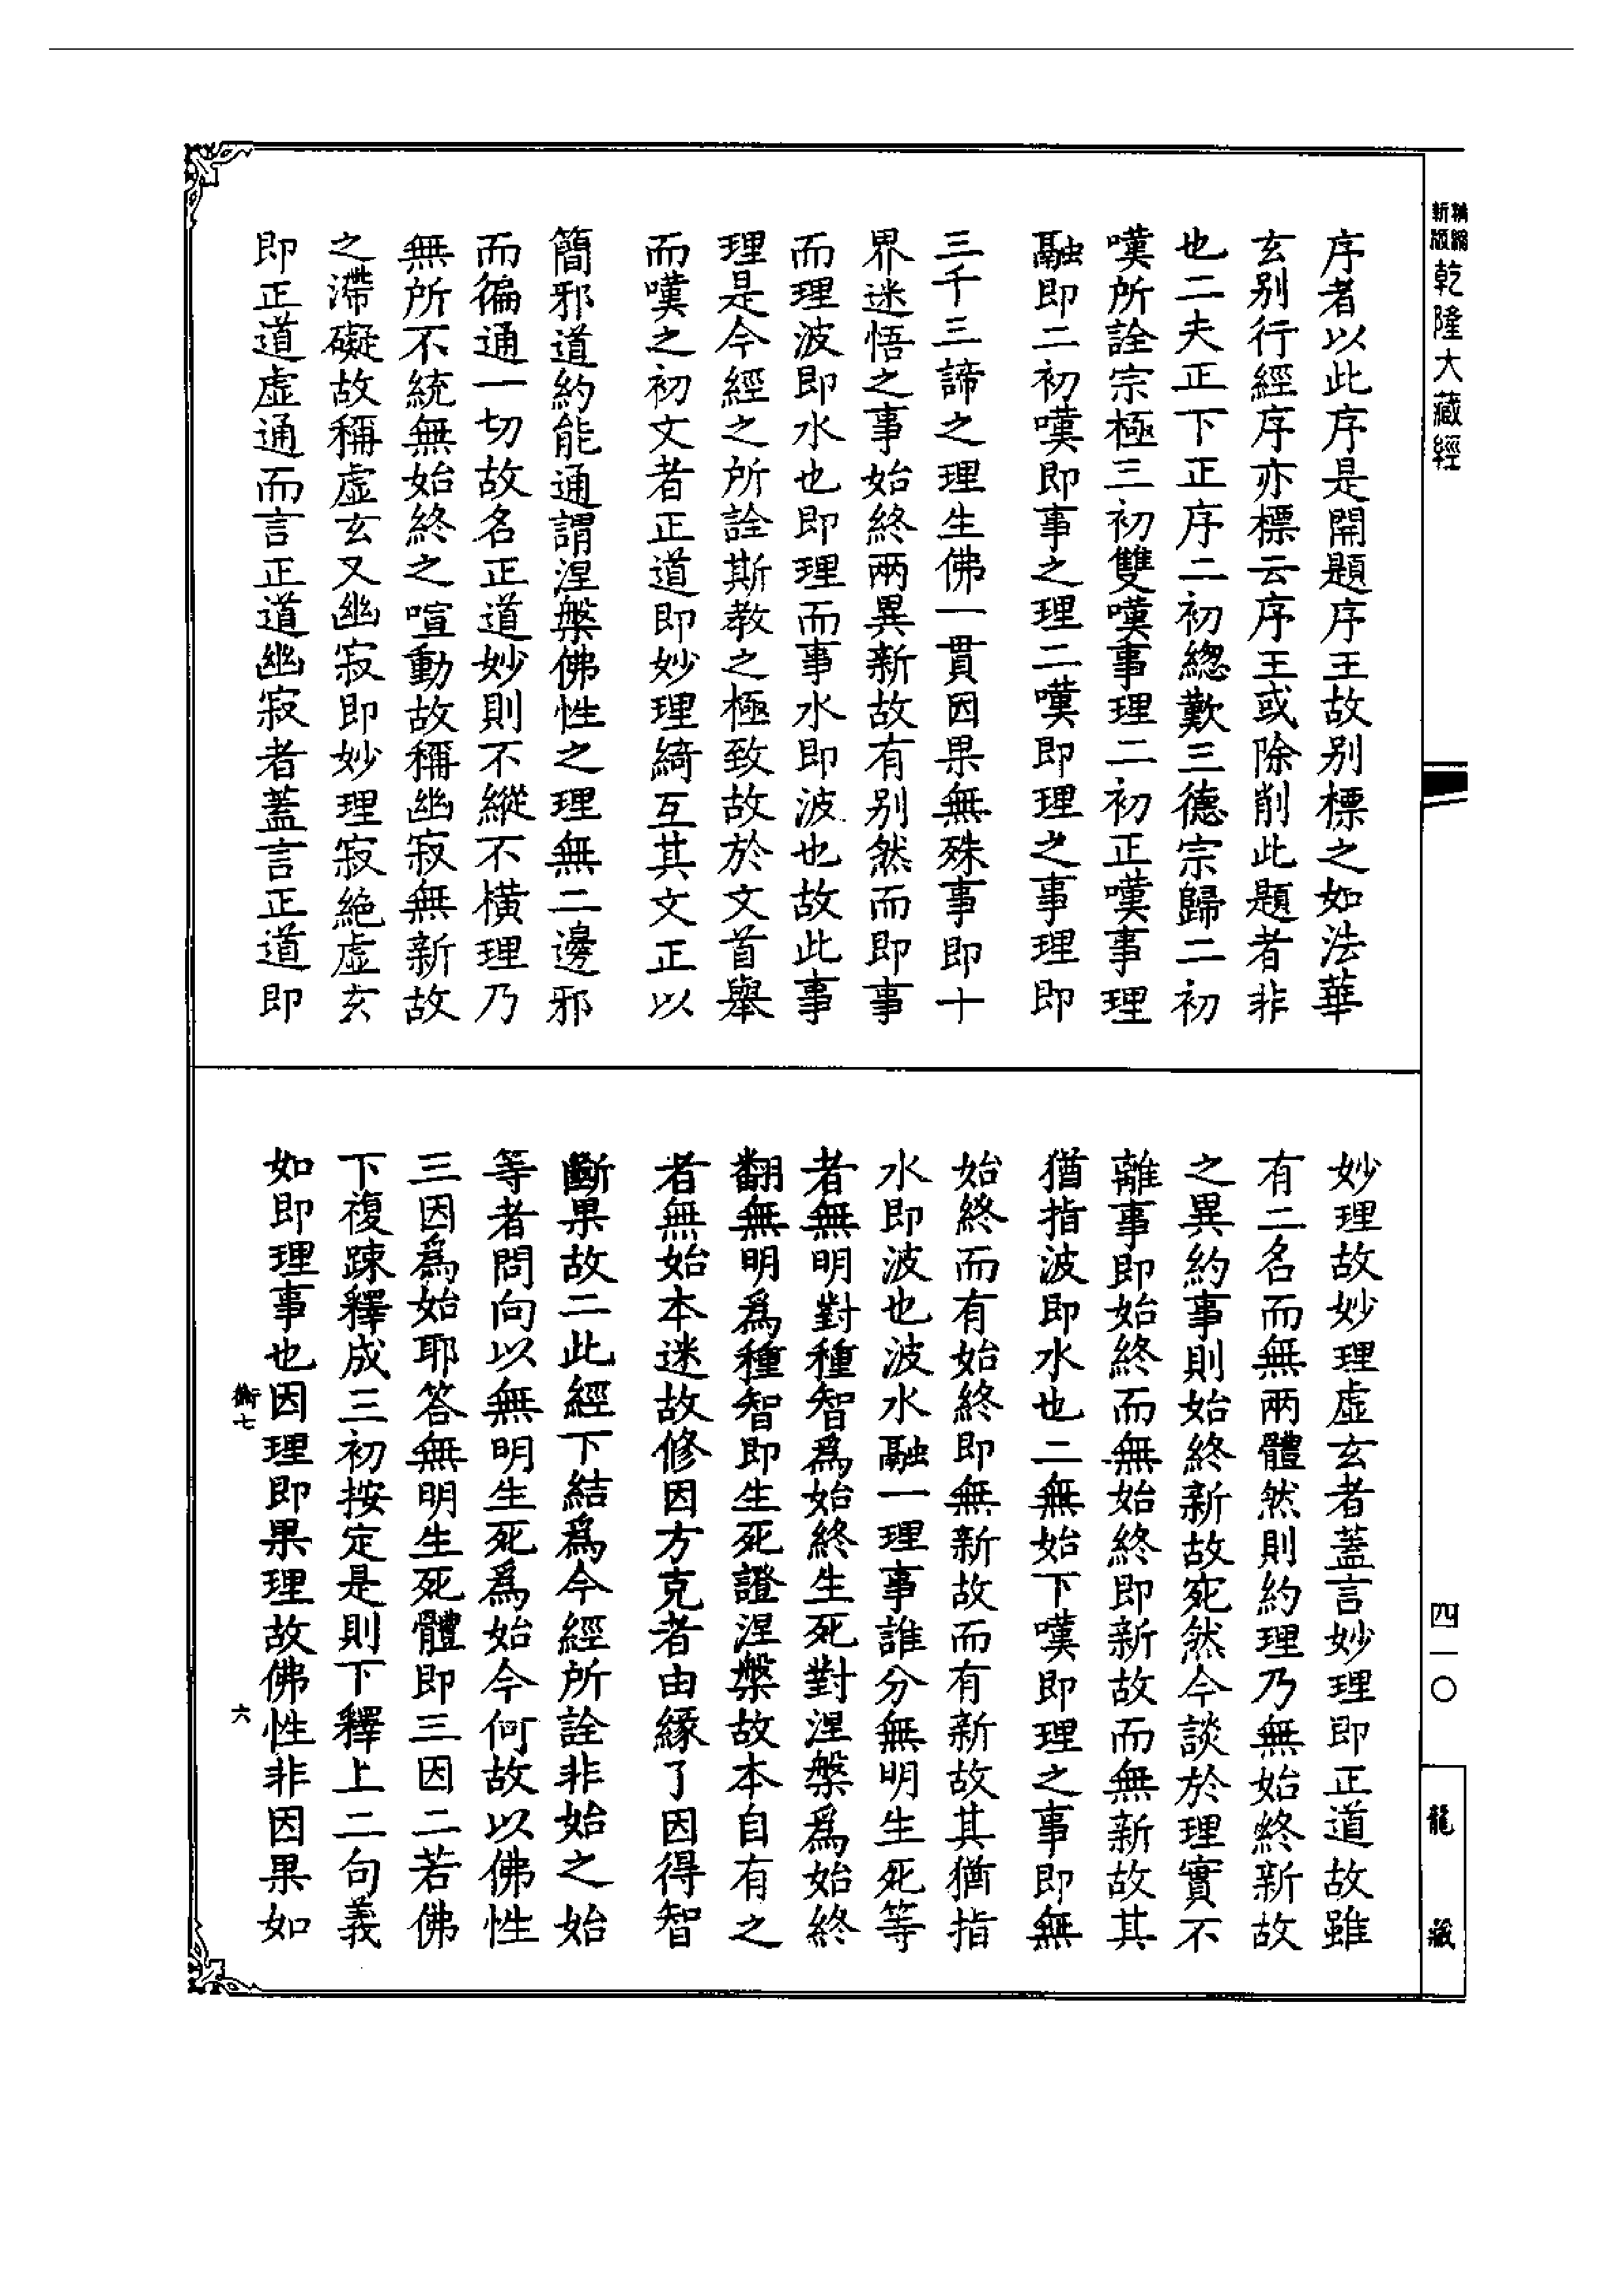 精編
新版
乾隆大藏經
序者以此序是開題序王故别標之如法華
玄别行經序亦標云序王或除削此題者非
也二夫正下正序二初總歎三德宗歸二初
嘆所詮宗極三初雙嘆事理二初正嘆事理
融即二初嘆即事之理二嘆即理之事理即
三千三諦之理生佛一貫因果無殊事即十
界迷悟之事始終兩異新故有别然而即事
而理波即水也即理而事水即波也故此事
理是今經之所詮斯教之極致故於文首舉
而嘆之初文者正道即妙理綺互其文正以
簡邪道約能通謂涅槃佛性之理無二邊邪
而徧通一切故名正道妙則不縱不橫理乃
無所不統無始終之喧動故稱幽寂無新故
之滯礙故稱虛玄又幽寂即妙理寂絕虛玄
即正道虛通而言正道幽寂者蓋言正道即
妙理故妙理虛玄者蓋言妙理即正道故雖
有二名而無兩體然則約理乃無始終新故
之異約事則始終新故宛然今談於理實不
離事即始終而無始終即新故而無新故其
猶指波即水也二無始下嘆即理之事即無
始終而有始終即無新故而有新故其猶指
水即波也波水融一理事誰分無明生死等
者無明對種智爲始終生死對涅槃爲始終
翻無明爲種智即生死證涅槃故本自有之
者無始本迷故修因方克者由緣了因得智
斷果故二此經下結爲今經所詮非始之始
等者問向以無明生死爲始今何故以佛性
三因爲始耶答無明生死體即三因二若佛
下複踈釋成三初按定是則下釋上二句義
如即理事也因理即果理故佛性非因果如
衡七
六
四一〇
龍藏